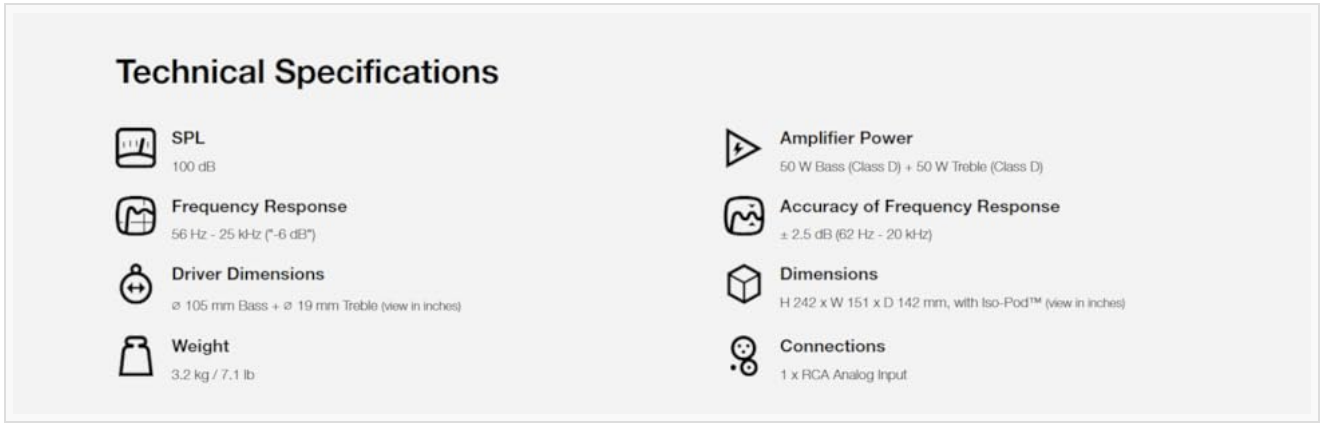 Technical Specifications
SPL
100 dB
Amplifier Power
50 W Bass (Class D) + 50 W Treble (Class D)
Frequency Response
56 Hz - 25 kHz ("-6 dB")
Accuracy of Frequency Response
± 2.5 dB (62 Hz - 20 kHz)
Driver Dimensions
⌀ 105 mm Bass + ⌀ 19 mm Treble (view in inches)
Dimensions
H 242 x W 151 x D 142 mm, with Iso-Pod™ (view in inches)
Weight
3.2 kg / 7.1 lb
Connections
1 x RCA Analog Input